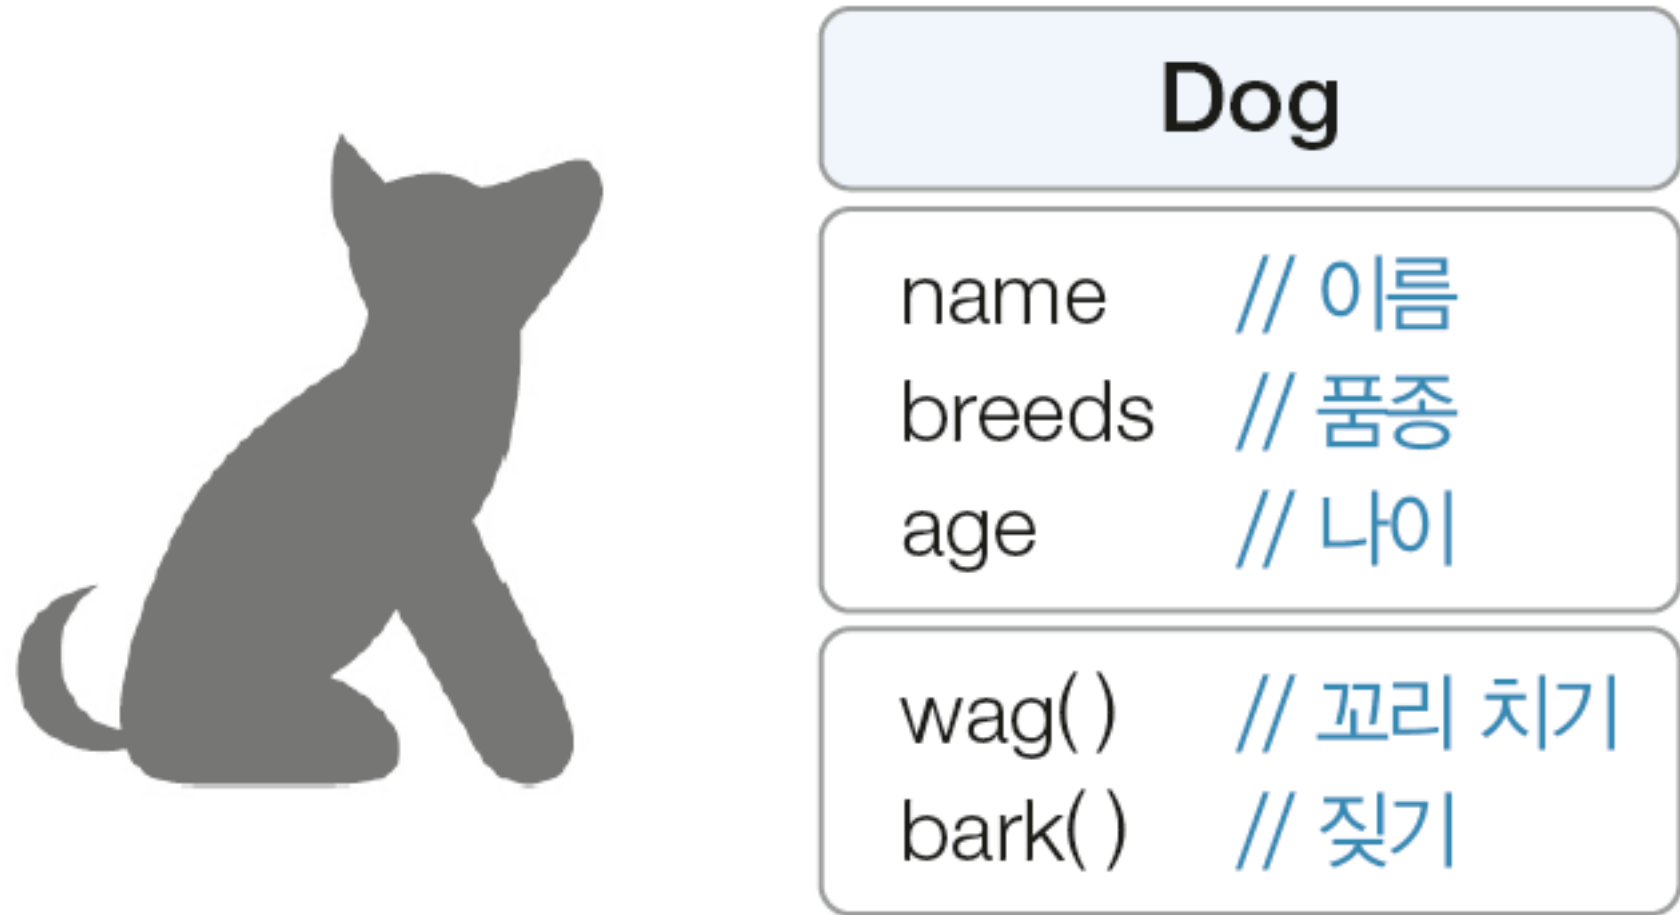 Dog
name // 이름
breeds // 품종
age // 나이
wag( ) // 꼬리 치기
bark( ) // 짖기